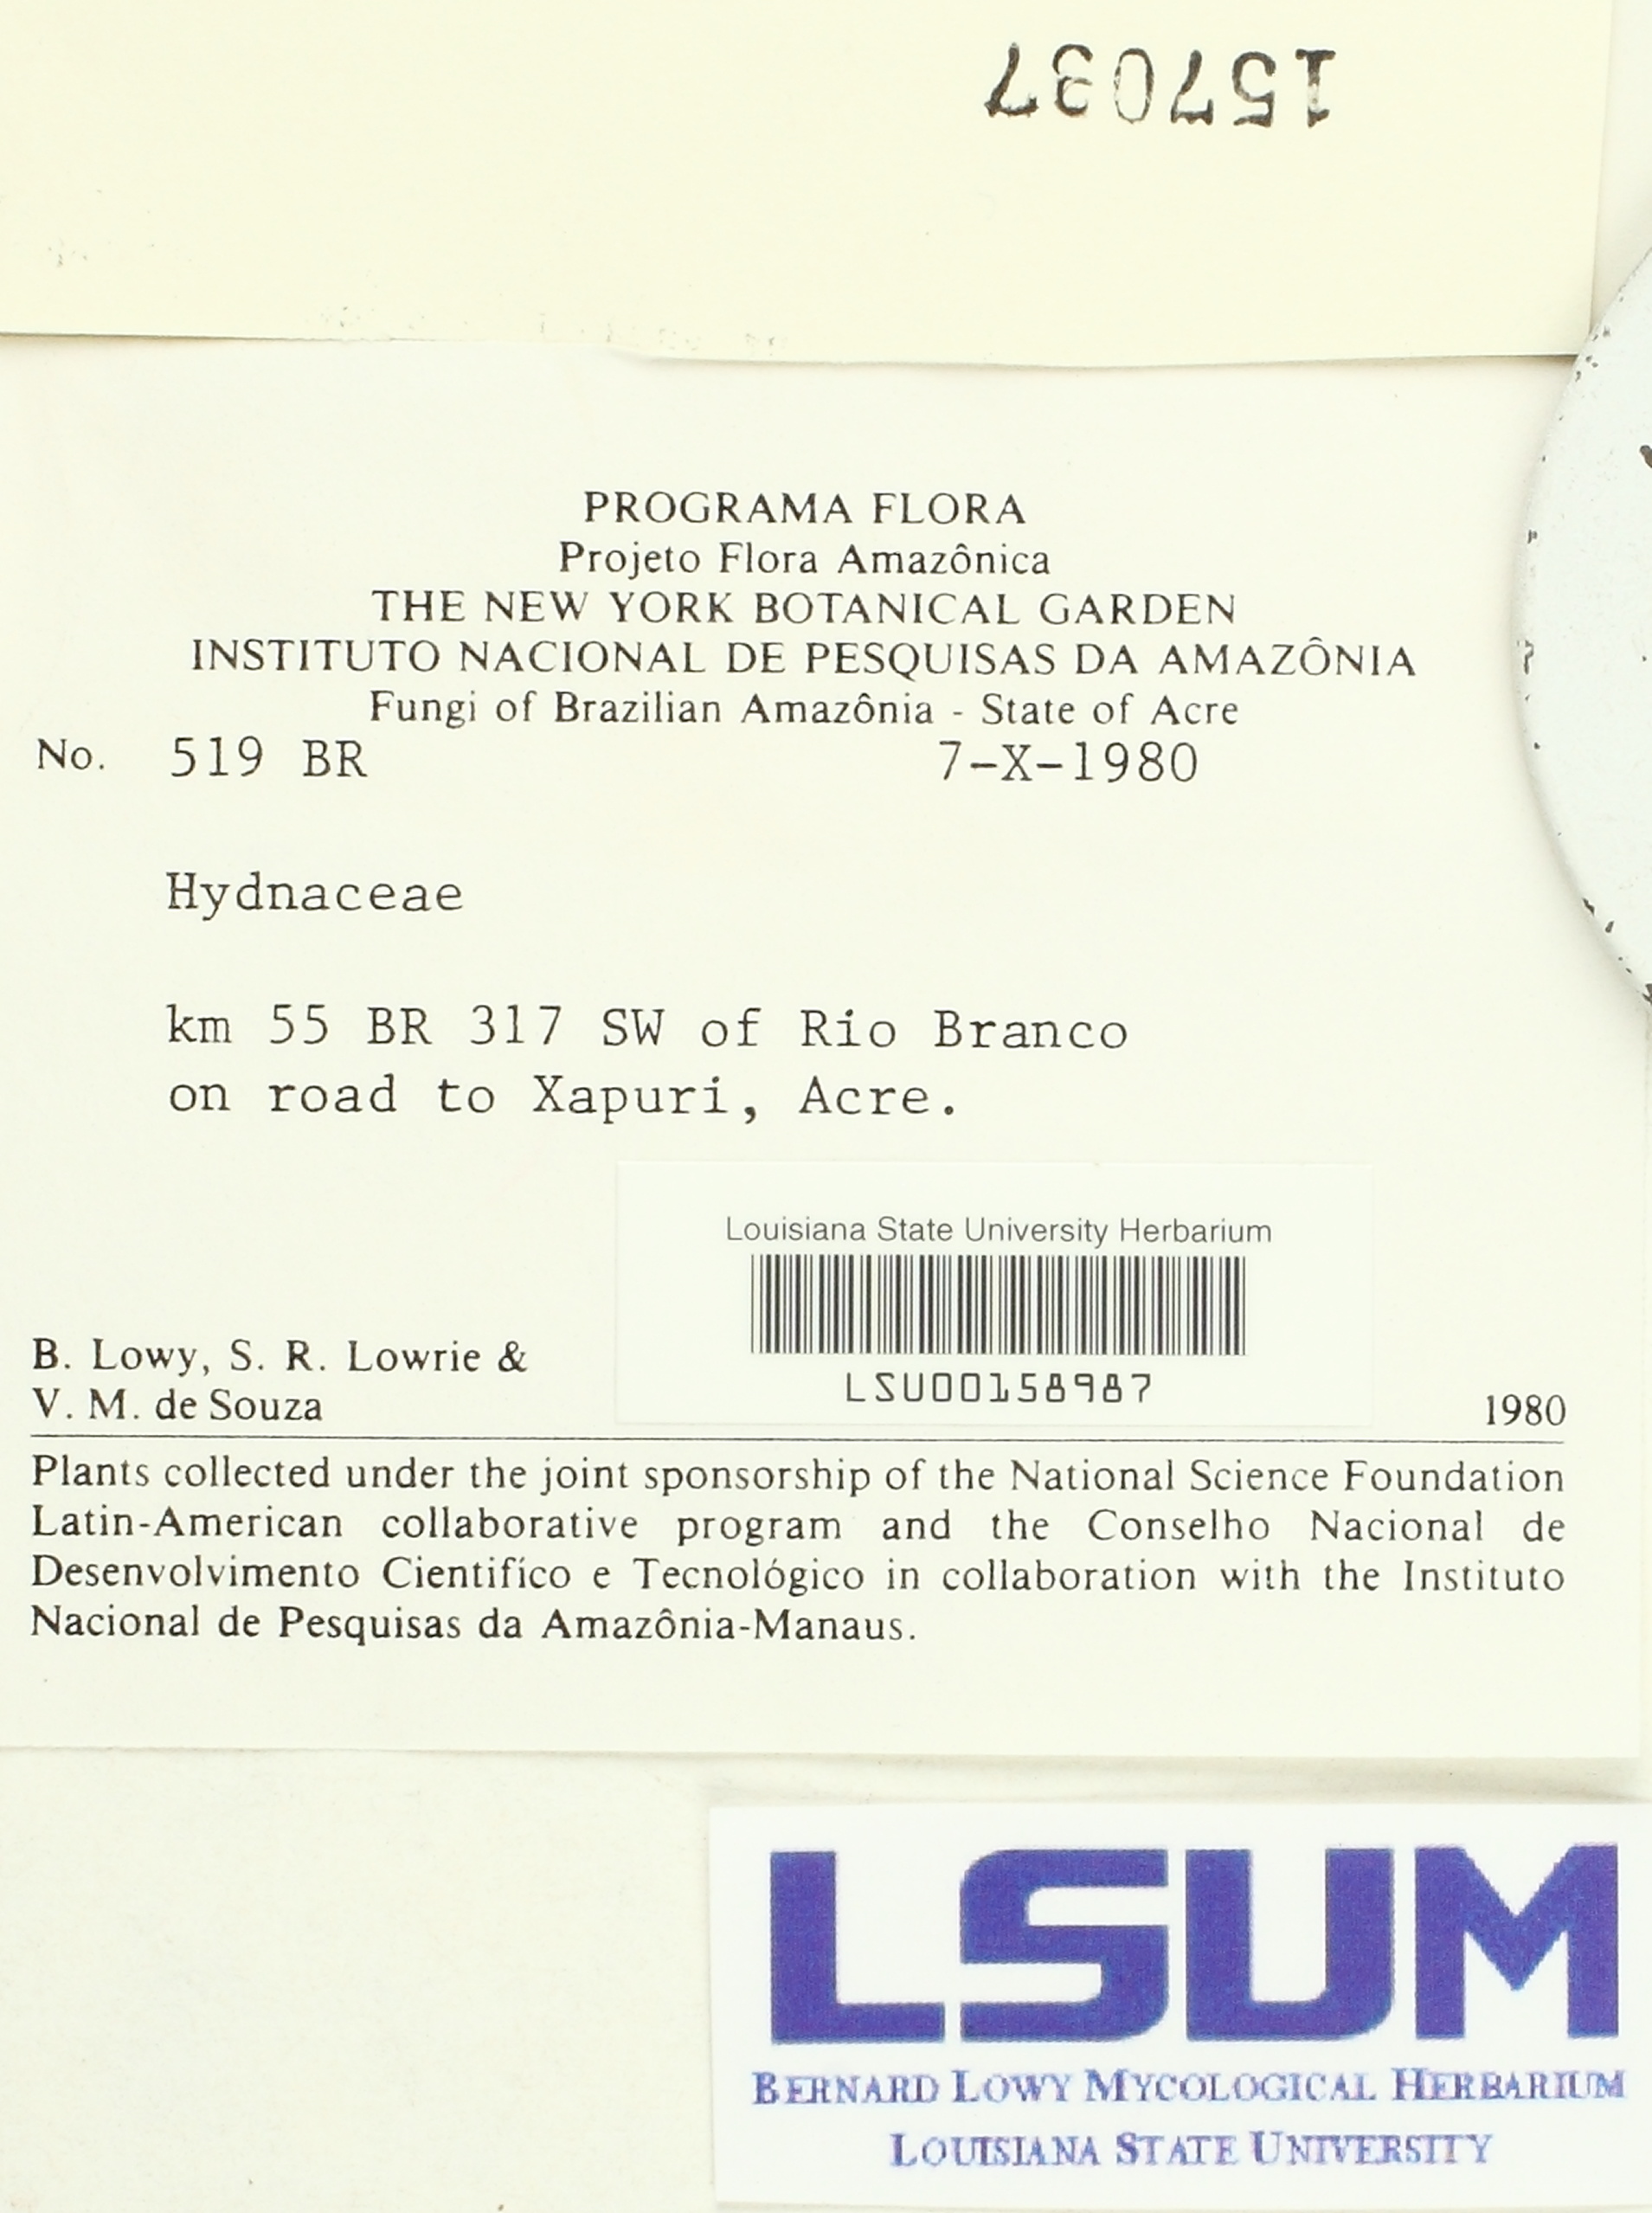 157037
PROGRAMA FLORA
Projeto Flora Amazônica
THE NEW YORK BOTANICAL GARDEN
INSTITUTO NACIONAL DE PESQUISAS DA AMAZÔNIA
Fungi of Brazilian Amazônia - State of Acre
No. 519 BR 7-X-1980
Hydnaceae
km 55 BR 317 SW of Rio Branco
on road to Xapuri, Acre.
Louisiana State University Herbarium
LSU00158987
B. Lowy, S. R. Lowrie &
V. M. de Souza 1980
Plants collected under the joint sponsorship of the National Science Foundation
Latin-American collaborative program and the Conselho Nacional de
Desenvolvimento Cientifíco e Tecnológico in collaboration with the Instituto
Nacional de Pesquisas da Amazônia-Manaus.
LSUM
BERNARD LOWY MYCOLOGICAL HERBARIUM
LOUISIANA STATE UNIVERSITY